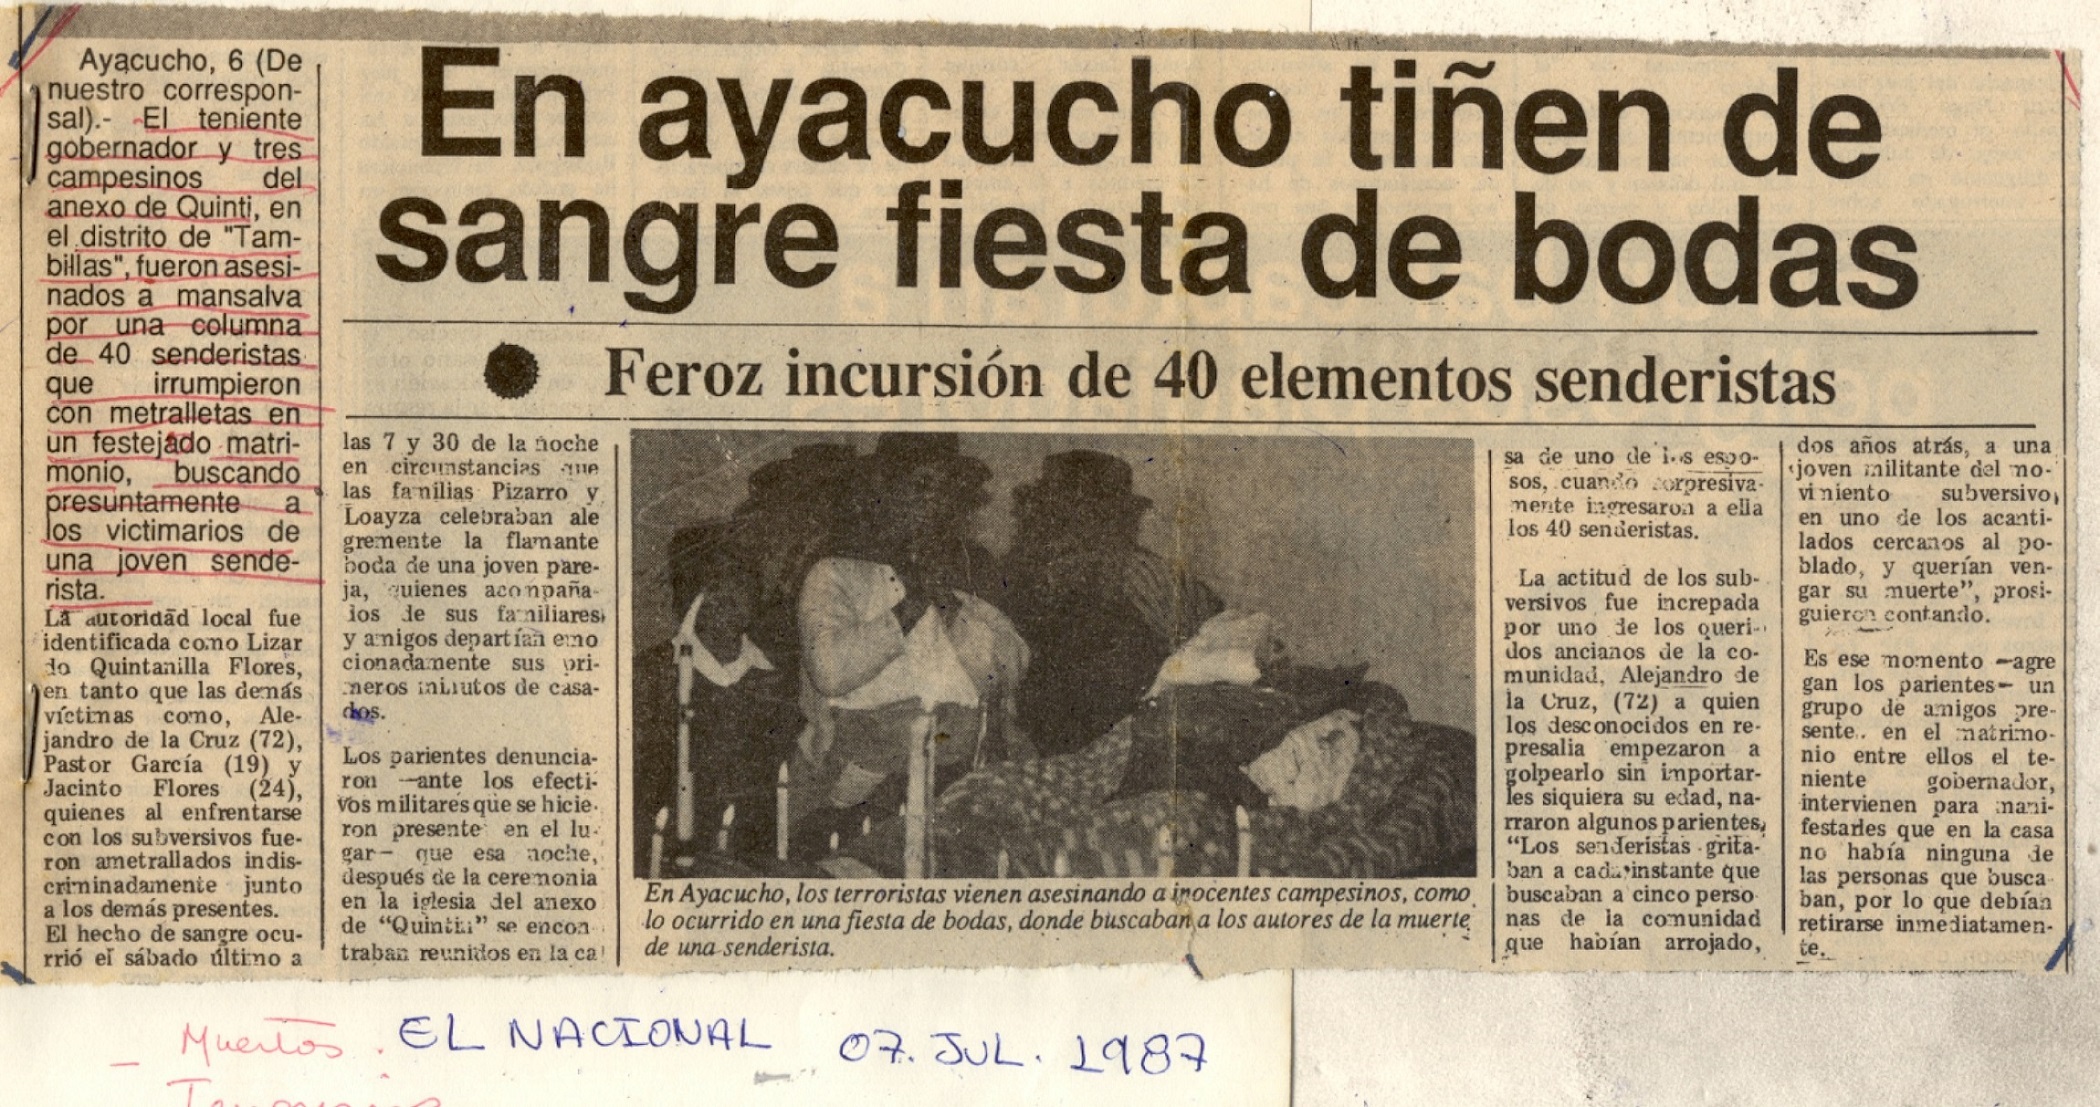 En ayacucho tiñen de
sangre fiesta de bodas
Feroz incursión de 40 elementos senderistas
Ayacucho, 6 (De
nuestro correspon-
sal).- El teniente
gobernador y tres
campesinos del
anexo de Quinti, en
el distrito de "Tam-
billas", fueron asesi-
nados a mansalva
por una columna
de 40 senderistas
que irrumpieron
con metralletas en
un festejado matri-
monio, buscando
presuntamente a
los victimarios de
una joven sende-
rista.
La autoridad local fue
identificada como Lizar
do Quintanilla Flores,
en tanto que las demás
víctimas como, Ale-
jandro de la Cruz (72),
Pastor García (19) y
Jacinto Flores (24),
quienes al enfrentarse
con los subversivos fue-
ron ametrallados indis-
criminadamente junto
a los demás presentes.
El hecho de sangre ocu-
rrió el sábado último a
las 7 y 30 de la noche
en circunstancias que
las familias Pizarro y
Loayza celebraban ale
gremente la flamante
boda de una joven pare-
ja, quienes acompaña-
dos de sus familiares
y amigos departían emo
cionadamente sus pri-
meros minutos de casa-
dos.
Los parientes denuncia-
ron —ante los efecti-
vos militares que se hicie-
ron presente en el lu-
gar— que esa noche,
después de la ceremonia
en la iglesia del anexo
de “Quinti” se encon
traban reunidos en la ca
sa de uno de los espo-
sos, cuando sorpresiva-
mente ingresaron a ella
los 40 senderistas.
La actitud de los sub-
versivos fue increpada
por uno de los queri-
dos ancianos de la co-
munidad, Alejandro de
la Cruz, (72) a quien
los desconocidos en re-
presalia empezaron a
golpearlo sin importar-
les siquiera su edad, na-
rraron algunos parientes,
“Los senderistas grita-
ban a cada instante que
buscaban a cinco perso
nas de la comunidad
que habían arrojado,
dos años atrás, a una
joven militante del mo-
vimiento subversivo,
en uno de los acanti-
lados cercanos al po-
blado, y querían ven-
gar su muerte”, prosi-
guieron contando.
Es ese momento —agre
gan los parientes— un
grupo de amigos pre-
sente.. en el matrimo-
nio entre ellos el te-
niente gobernador,
intervienen para mani-
festarles que en la casa
no había ninguna de
las personas que busca
ban, por lo que debían
retirarse inmediatamen-
te.
En Ayacucho, los terroristas vienen asesinando a inocentes campesinos, como
lo ocurrido en una fiesta de bodas, donde buscaban a los autores de la muerte
de una senderista.
— Muertos. EL NACIONAL 07. JUL. 1987